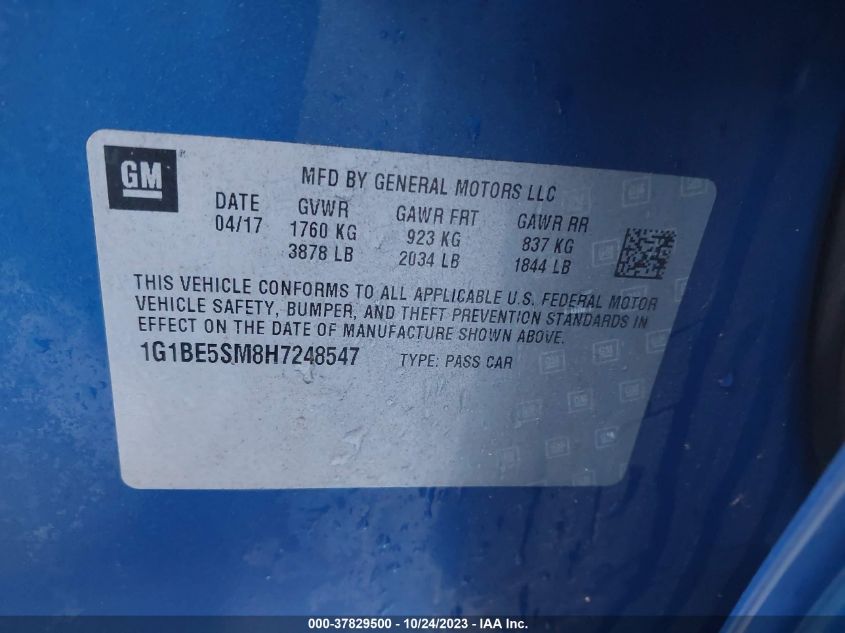 GM
MFD BY GENERAL MOTORS LLC
DATE GVWR GAWR FRT GAWR RR
04/17 1760 KG 923 KG 837 KG
3878 LB 2034 LB 1844 LB
THIS VEHICLE CONFORMS TO ALL APPLICABLE U.S. FEDERAL MOTOR
VEHICLE SAFETY, BUMPER, AND THEFT PREVENTION STANDARDS IN
EFFECT ON THE DATE OF MANUFACTURE SHOWN ABOVE.
1G1BE5SM8H7248547 TYPE: PASS CAR
000-37829500 - 10/24/2023 - IAA Inc.